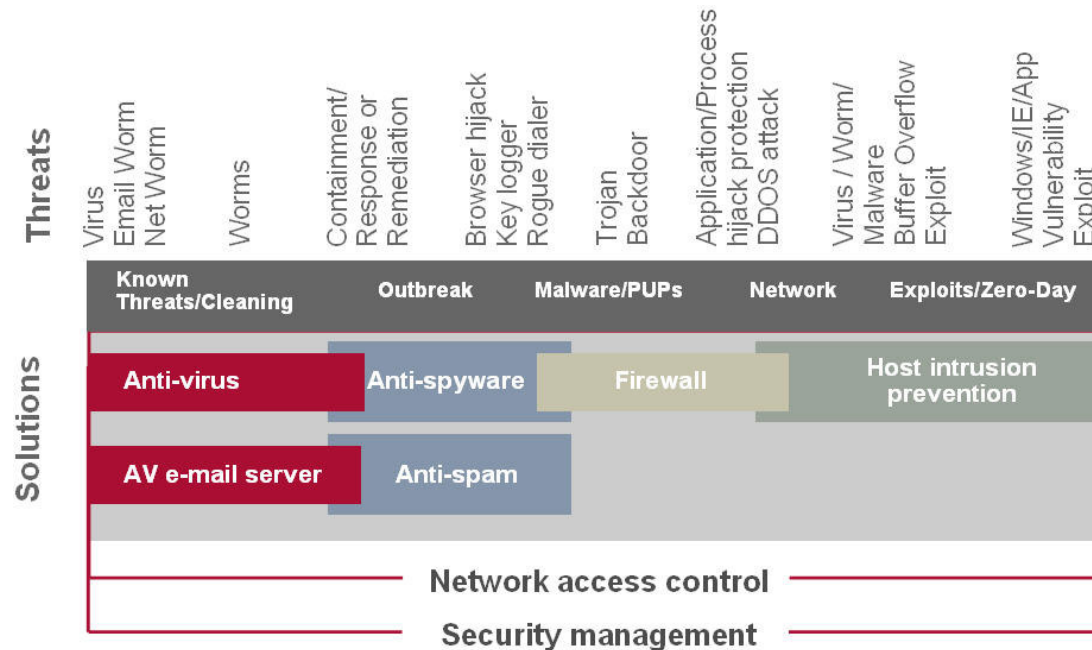 Threats
Virus
Email Worm
Net Worm
Worms
Containment/
Response or
Remediation
Browser hijack
Key logger
Rogue dialer
Trojan
Backdoor
Application/Process
hijack protection
DDOS attack
Virus / Worm/
Malware
Buffer Overflow
Exploit
Windows/IE/App
Vulnerability
Exploit
Known
Threats/Cleaning
Outbreak
Malware/PUPs
Network
Exploits/Zero-Day
Solutions
Anti-virus
Anti-spyware
Firewall
Host intrusion
prevention
AV e-mail server
Anti-spam
Network access control
Security management